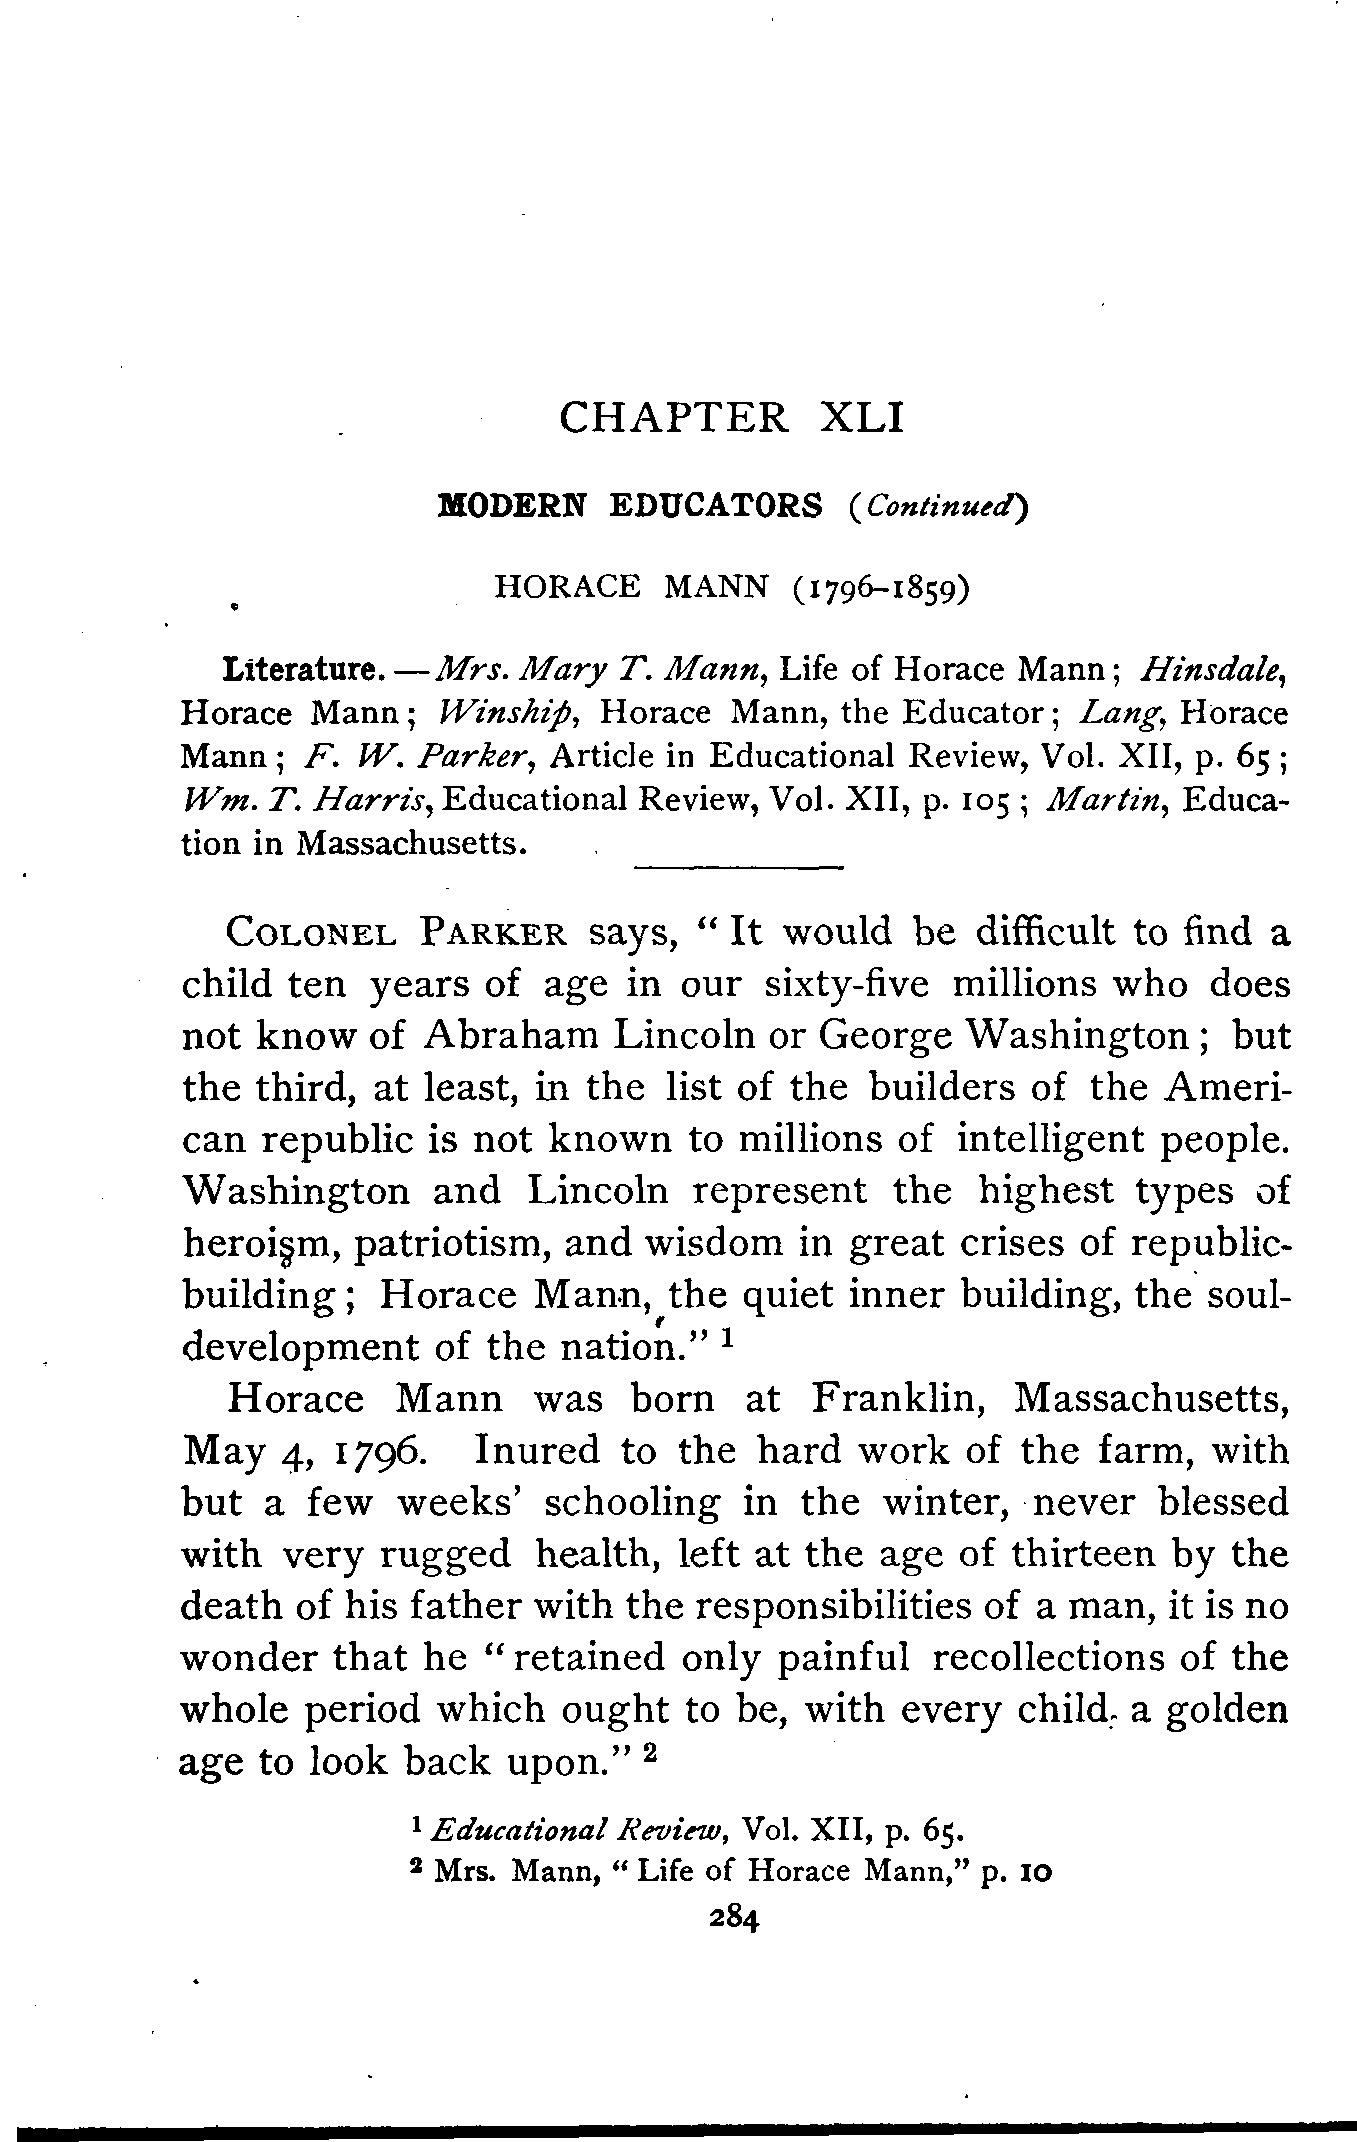 CHAPTER XLI
MODERN EDUCATORS (Continued)
HORACE MANN (1796–1859)
Literature. — Mrs. Mary T. Mann, Life of Horace Mann; Hinsdale,
Horace Mann; Winship, Horace Mann, the Educator; Lang, Horace
Mann; F. W. Parker, Article in Educational Review, Vol. XII, p. 65;
Wm. T. Harris, Educational Review, Vol. XII, p. 105; Martin, Educa-
tion in Massachusetts.
COLONEL PARKER says, "It would be difficult to find a
child ten years of age in our sixty-five millions who does
not know of Abraham Lincoln or George Washington; but
the third, at least, in the list of the builders of the Ameri-
can republic is not known to millions of intelligent people.
Washington and Lincoln represent the highest types of
heroism, patriotism, and wisdom in great crises of republic-
building; Horace Mann, the quiet inner building, the soul-
development of the nation." 1
Horace Mann was born at Franklin, Massachusetts,
May 4, 1796. Inured to the hard work of the farm, with
but a few weeks' schooling in the winter, never blessed
with very rugged health, left at the age of thirteen by the
death of his father with the responsibilities of a man, it is no
wonder that he "retained only painful recollections of the
whole period which ought to be, with every child, a golden
age to look back upon." 2
1 Educational Review, Vol. XII, p. 65.
2 Mrs. Mann, "Life of Horace Mann," p. 10
284